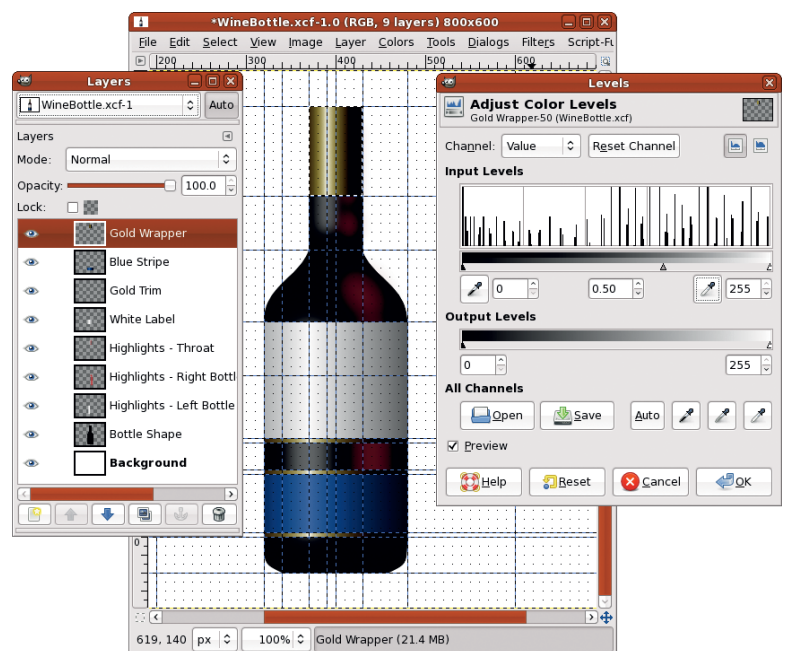 *WineBottle.xcf-1.0 (RGB, 9 layers) 800x600
File Edit Select View Image Layer Colors Tools Dialogs Filters Script-Fu
200 300 400 500 600
Layers
WineBottle.xcf-1 Auto
Layers
Mode: Normal
Opacity: 100.0
Lock:
Gold Wrapper
Blue Stripe
Gold Trim
White Label
Highlights - Throat
Highlights - Right Bottl
Highlights - Left Bottle
Bottle Shape
Background
Levels
Adjust Color Levels
Gold Wrapper-50 (WineBottle.xcf)
Channel: Value Reset Channel
Input Levels
0 0.50 255
Output Levels
0 255
All Channels
Open Save Auto
Preview
Help Reset Cancel OK
0
619, 140 px 100% Gold Wrapper (21.4 MB)